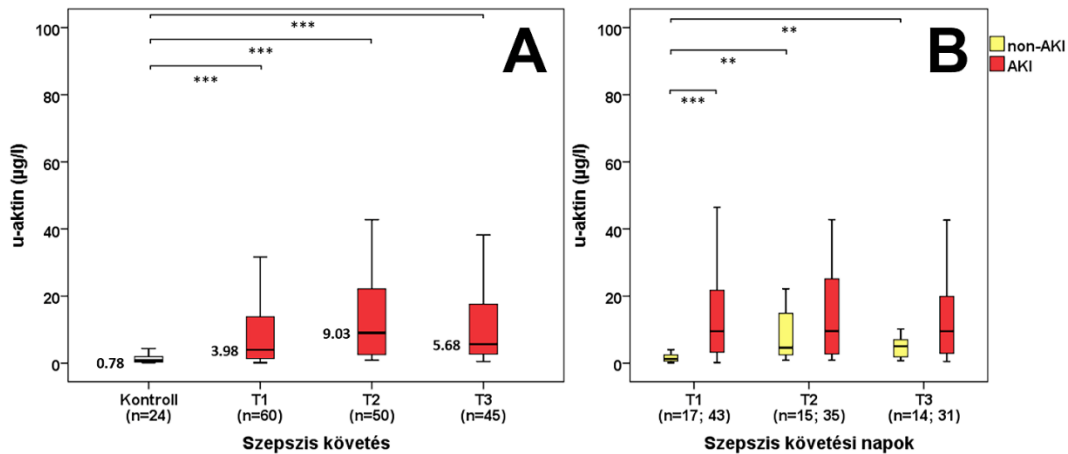 A
u-aktin (µg/l)
100
80
60
40
20
0
***
***
***
0.78
3.98
9.03
5.68
Kontroll
(n=24)
T1
(n=60)
T2
(n=50)
T3
(n=45)
Szepszis követés
B
non-AKI
AKI
u-aktin (µg/l)
100
80
60
40
20
0
**
**
***
T1
(n=17; 43)
T2
(n=15; 35)
T3
(n=14; 31)
Szepszis követési napok